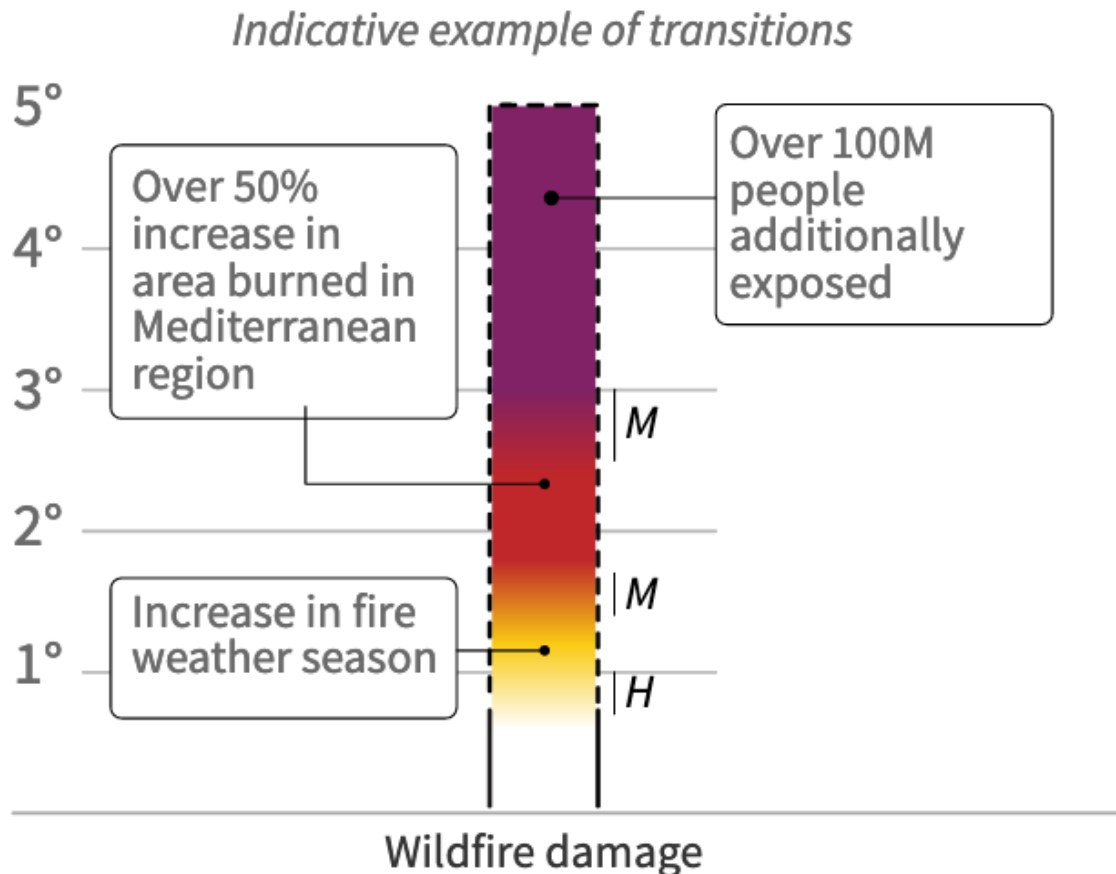 Indicative example of transitions
5°
Over 50%
increase in
area burned in
Mediterranean
region
Over 100M
people
additionally
exposed
4°
3°
M
2°
M
Increase in fire
weather season
1°
H
Wildfire damage